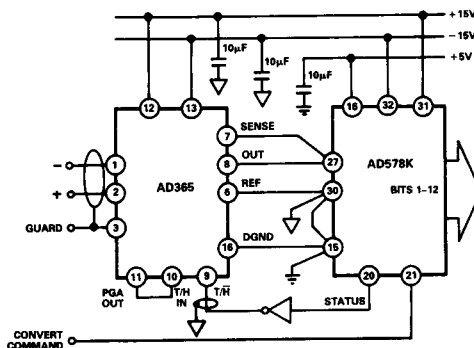 +15V
-15V
+5V
10μF
10μF
10μF
12
13
16
32
31
7
SENSE
8
OUT
6
REF
16
DGND
1
2
3
-
+
GUARD
AD365
27
30
15
AD578K
BITS 1–12
11
10
9
20
21
PGA
OUT
T/H
IN
T/H̅
STATUS
CONVERT
COMMAND